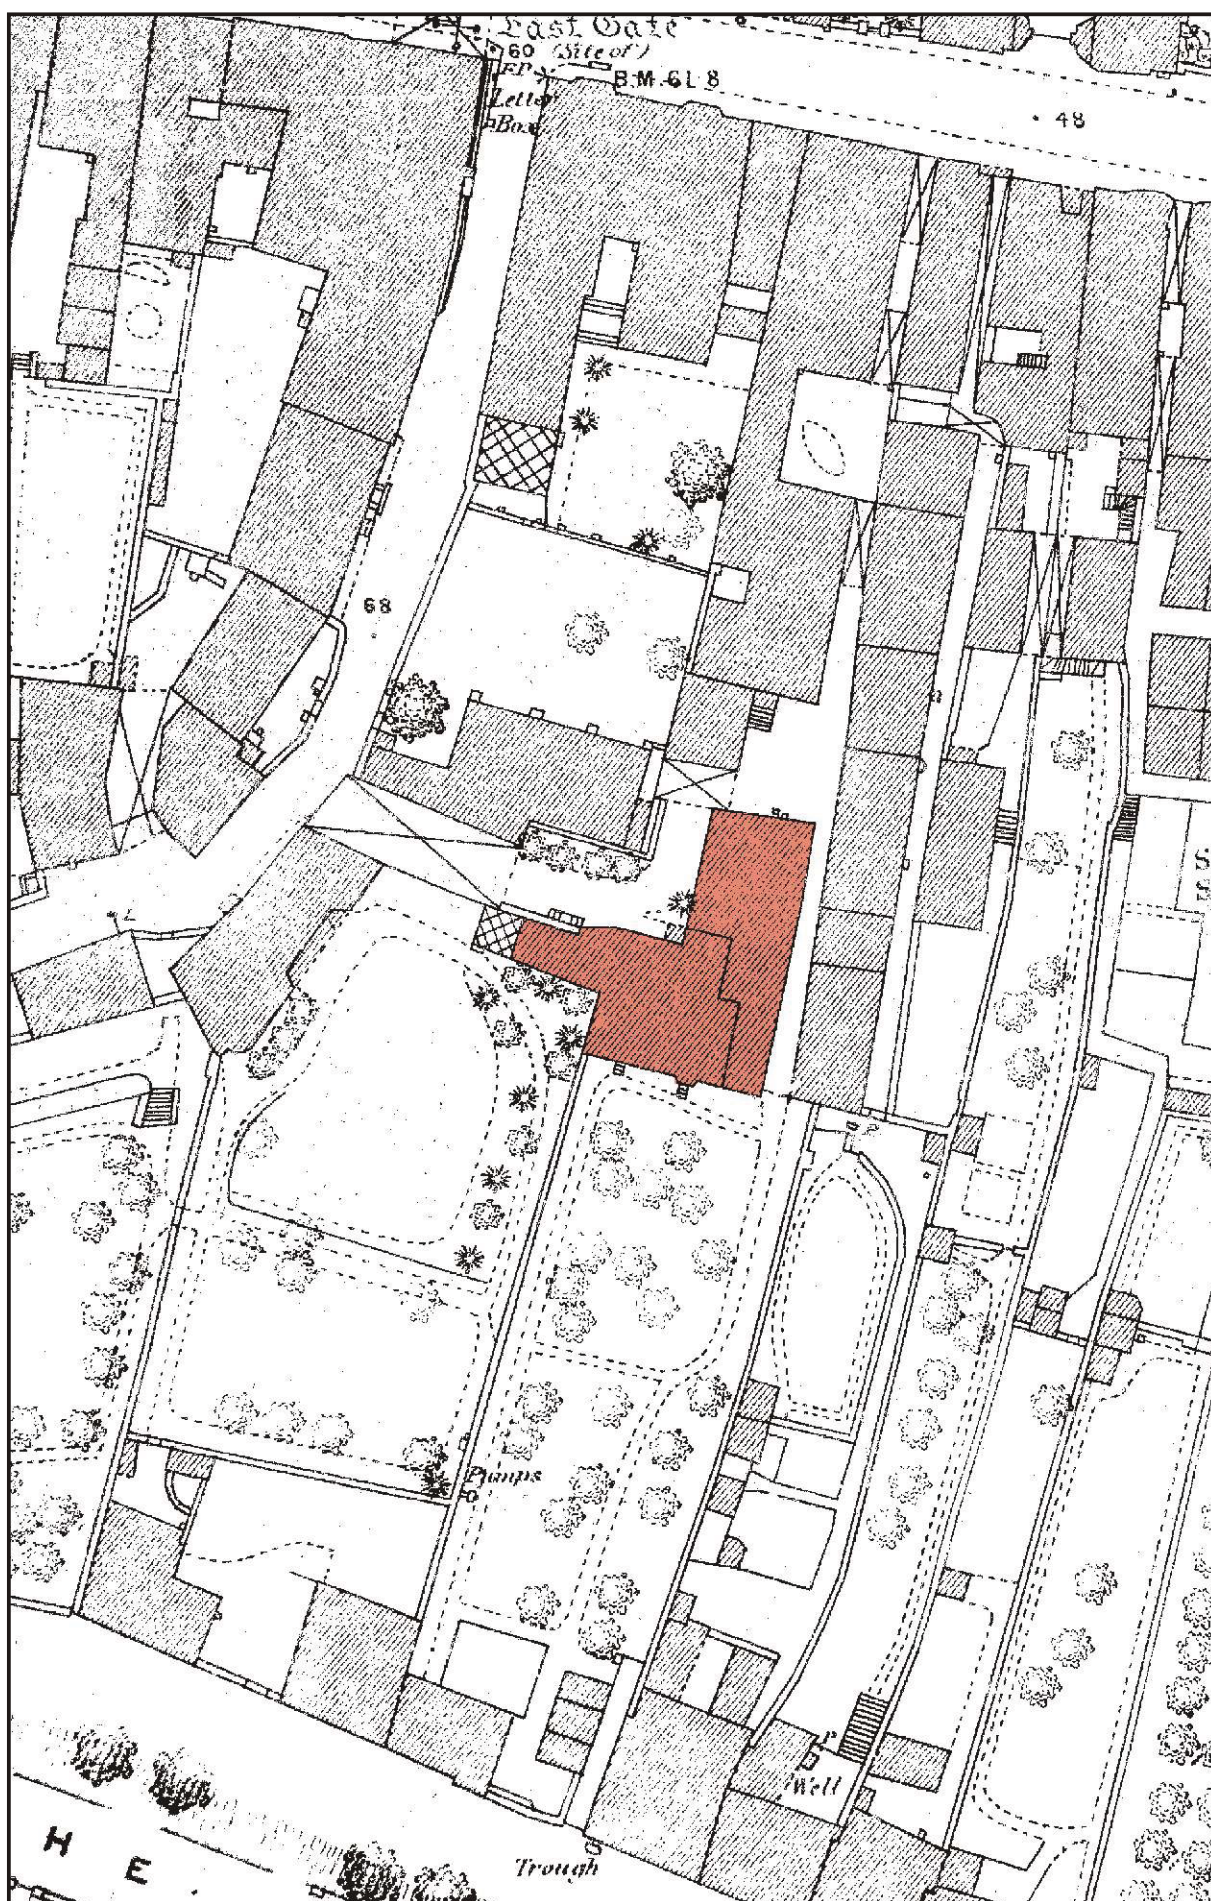 East Gate
60 (Site of)
F.P.
B.M. 61.8
Letter
Box
48
68
L
Pumps
P
Well
Trough
H E